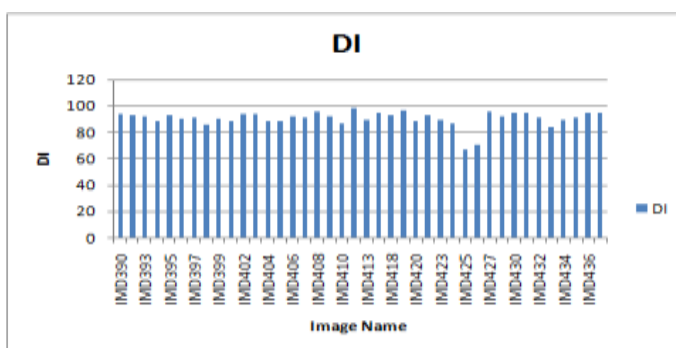 DI
120
100
80
60
40
20
0
DI
IMD390
IMD393
IMD395
IMD397
IMD399
IMD402
IMD404
IMD406
IMD408
IMD410
IMD413
IMD418
IMD420
IMD423
IMD425
IMD427
IMD430
IMD432
IMD434
IMD436
Image Name
DI